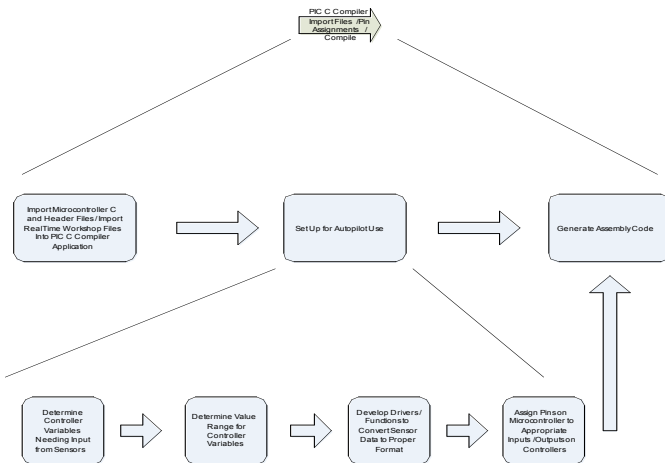 PIC C Compiler
Import Files /Pin
Assignments /
Compile
Import Microcontroller C
and Header Files/Import
RealTime Workshop Files
Into PIC C Compiler
Application
Set Up for Autopilot Use
Generate Assembly Code
Determine
Controller
Variables
Needing Input
from Sensors
Determine Value
Range for
Controller
Variables
Develop Drivers/
Functions to
Convert Sensor
Data to Proper
Format
Assign Pins on
Microcontroller to
Appropriate
Inputs /Outputs on
Controllers